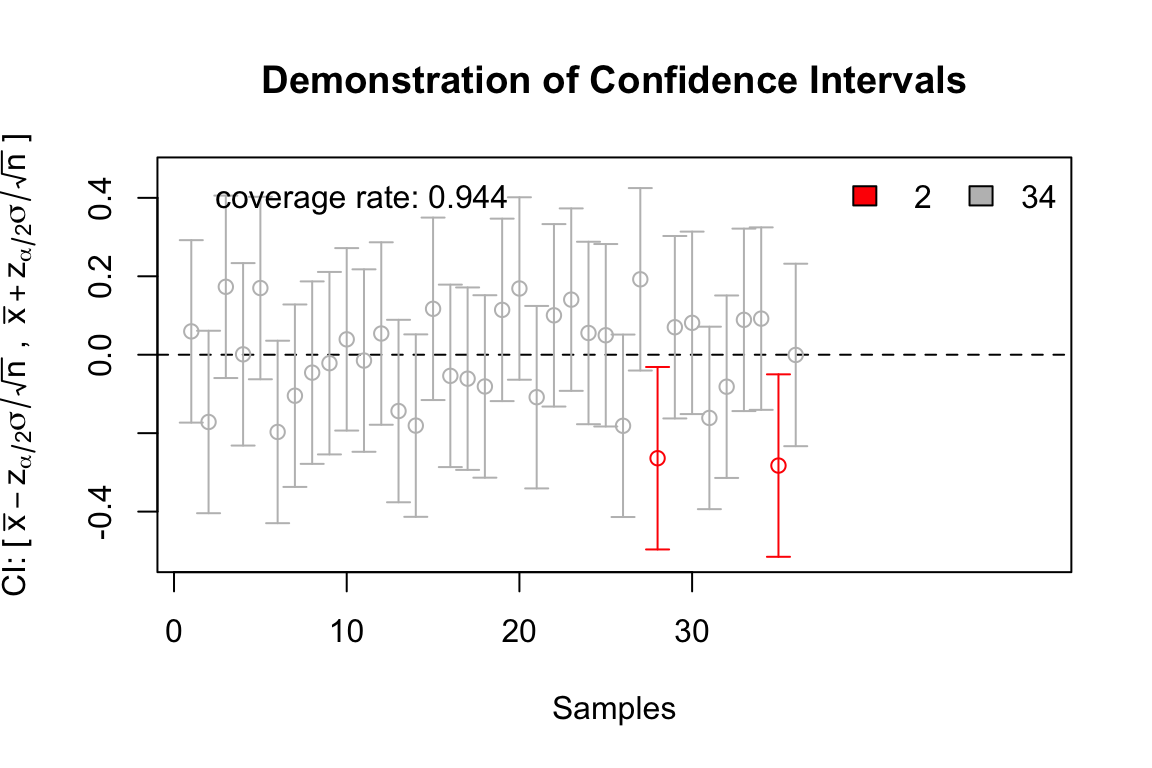 Demonstration of Confidence Intervals
CI: [ x̄ − zα/2σ/√n , x̄ + zα/2σ/√n ]
coverage rate: 0.944
2
34
0.4
0.2
0.0
-0.4
0
10
20
30
Samples